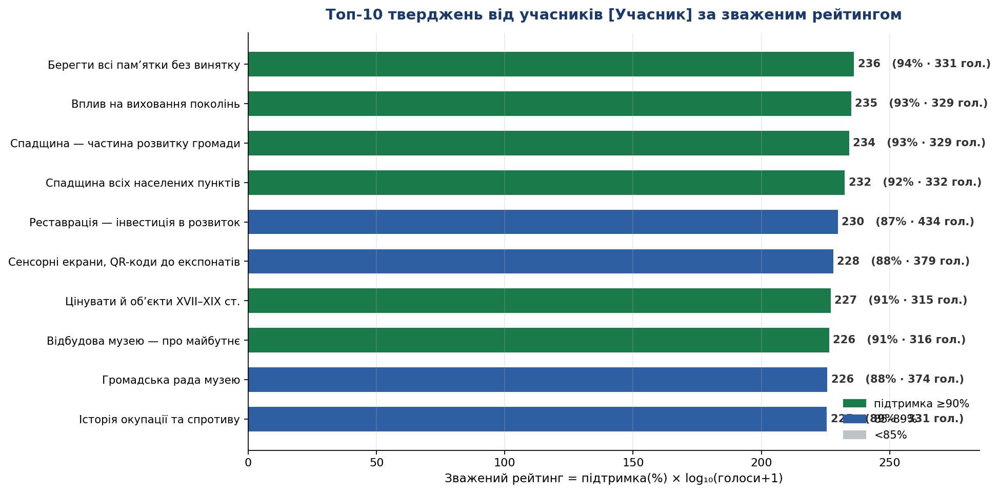 Топ-10 тверджень від учасників [Учасник] за зваженим рейтингом
Берегти всі пам’ятки без винятку 236 (94% · 331 гол.)
Вплив на виховання поколінь 235 (93% · 329 гол.)
Спадщина — частина розвитку громади 234 (93% · 329 гол.)
Спадщина всіх населених пунктів 232 (92% · 332 гол.)
Реставрація — інвестиція в розвиток 230 (87% · 434 гол.)
Сенсорні екрани, QR-коди до експонатів 228 (88% · 379 гол.)
Цінувати й об’єкти XVII–XIX ст. 227 (91% · 315 гол.)
Відбудова музею — про майбутнє 226 (91% · 316 гол.)
Громадська рада музею 226 (88% · 374 гол.)
підтримка ≥90%
Історія окупації та спротиву (89% · 331 гол.)
85–89%
<85%
0 50 100 150 200 250
Зважений рейтинг = підтримка(%) × log₁₀(голоси+1)